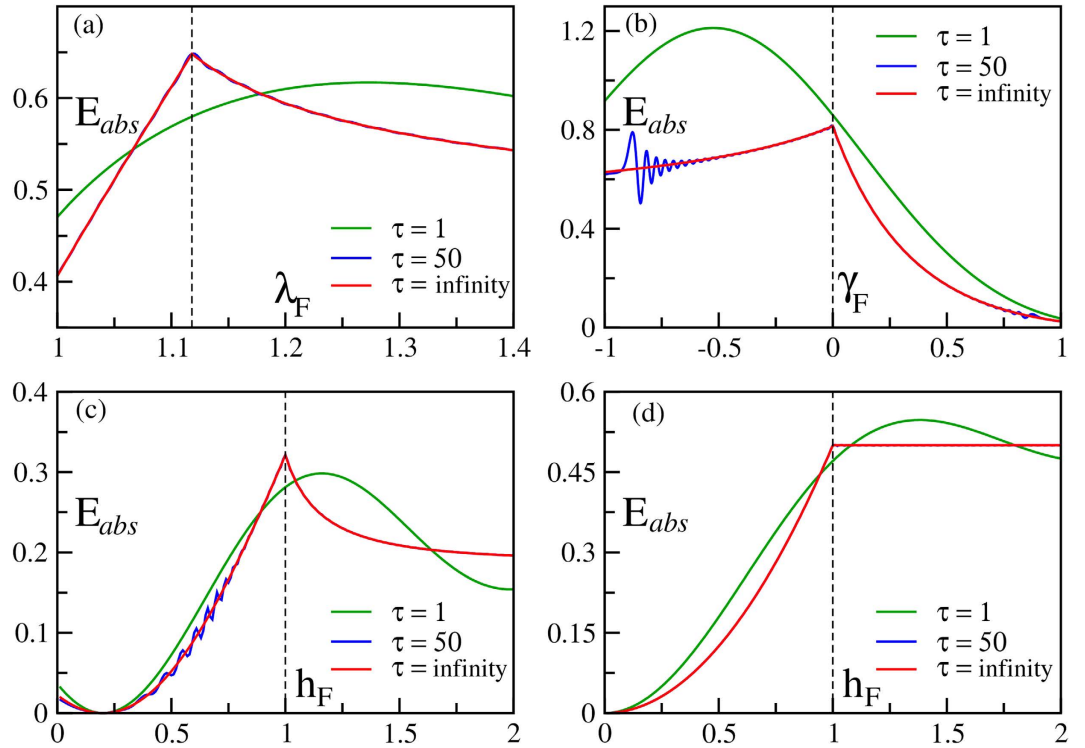 (a)
0.6
0.5
0.4
E_abs
τ = 1
τ = 50
τ = infinity
λ_F
1
1.1
1.2
1.3
1.4
(b)
1.2
0.8
0.4
0
E_abs
τ = 1
τ = 50
τ = infinity
γ_F
-1
-0.5
0
0.5
1
(c)
0.4
0.3
0.2
0.1
0
E_abs
τ = 1
τ = 50
τ = infinity
h_F
0
0.5
1
1.5
2
(d)
0.6
0.45
0.3
0.15
0
E_abs
τ = 1
τ = 50
τ = infinity
h_F
0
0.5
1
1.5
2